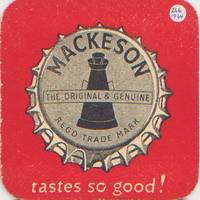 MACKESON
THE ORIGINAL & GENUINE
REGD TRADE MARK
tastes so good!